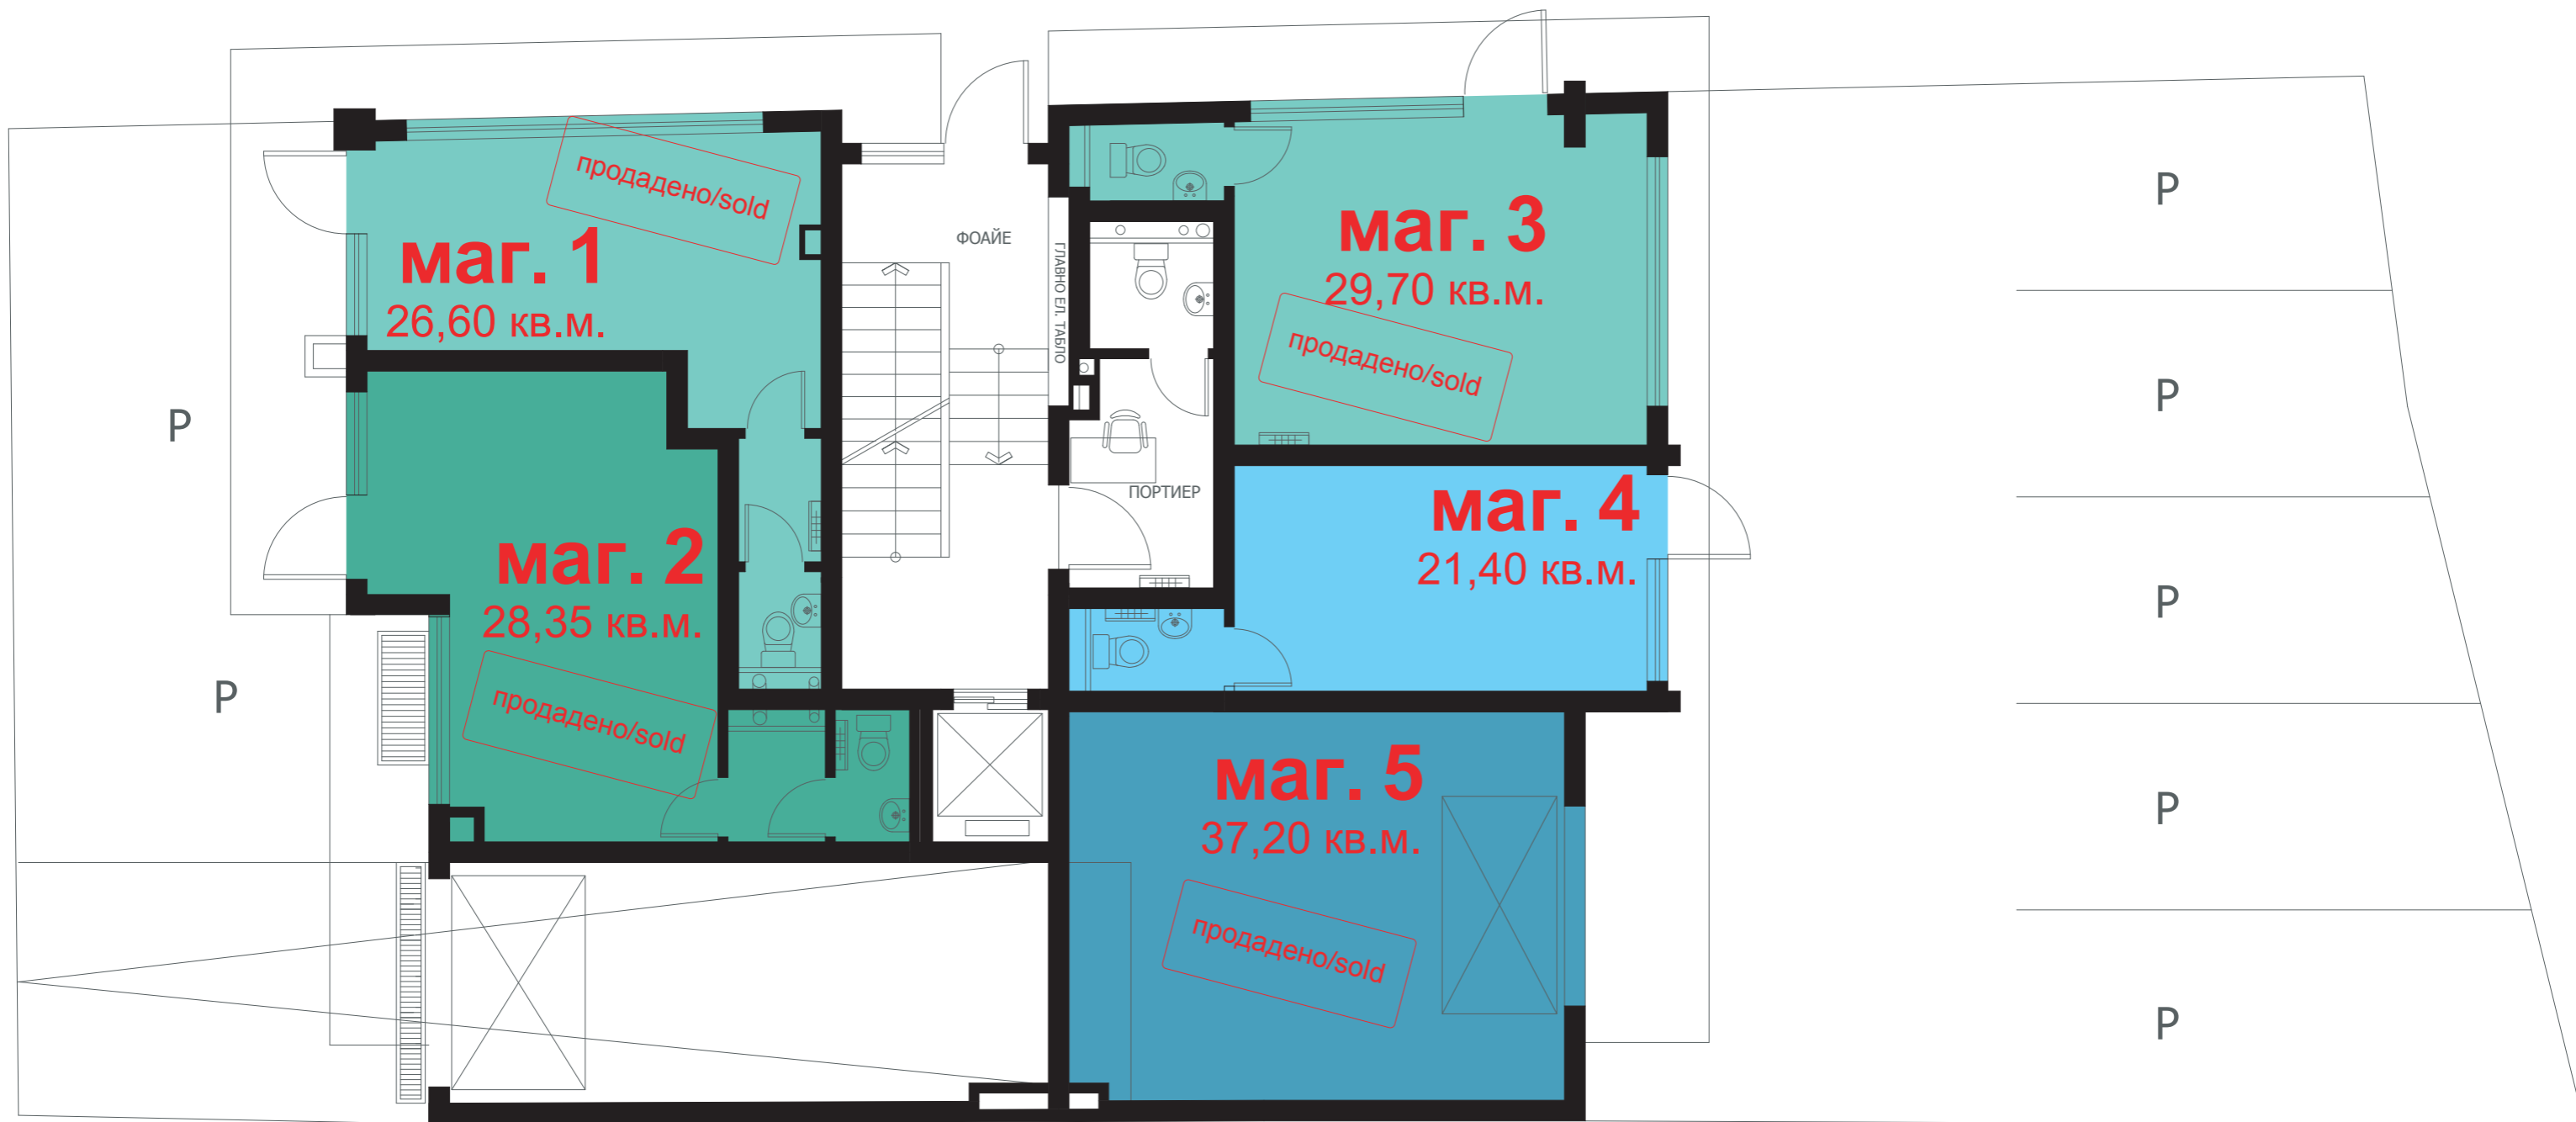 маг. 1
26,60 кв.м.
продадено/sold
маг. 2
28,35 кв.м.
продадено/sold
ФОАЙЕ
ГЛАВНО ЕЛ. ТАБЛО
ПОРТИЕР
маг. 3
29,70 кв.м.
продадено/sold
маг. 4
21,40 кв.м.
маг. 5
37,20 кв.м.
продадено/sold
P
P
P
P
P
P
P